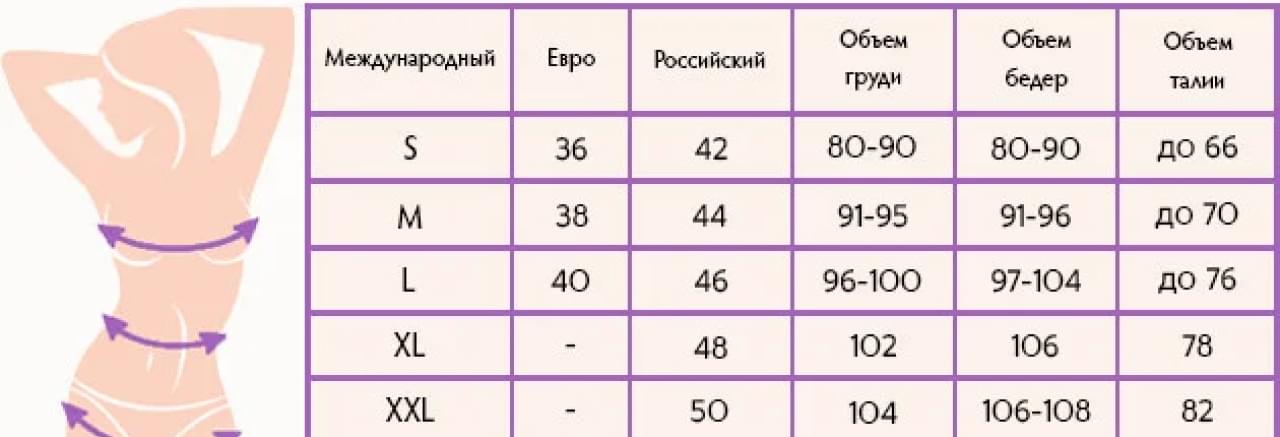 Международный Евро Российский Объем груди Объем бедер Объем талии
S 36 42 80-90 80-90 до 66
M 38 44 91-95 91-96 до 70
L 40 46 96-100 97-104 до 76
XL - 48 102 106 78
XXL - 50 104 106-108 82